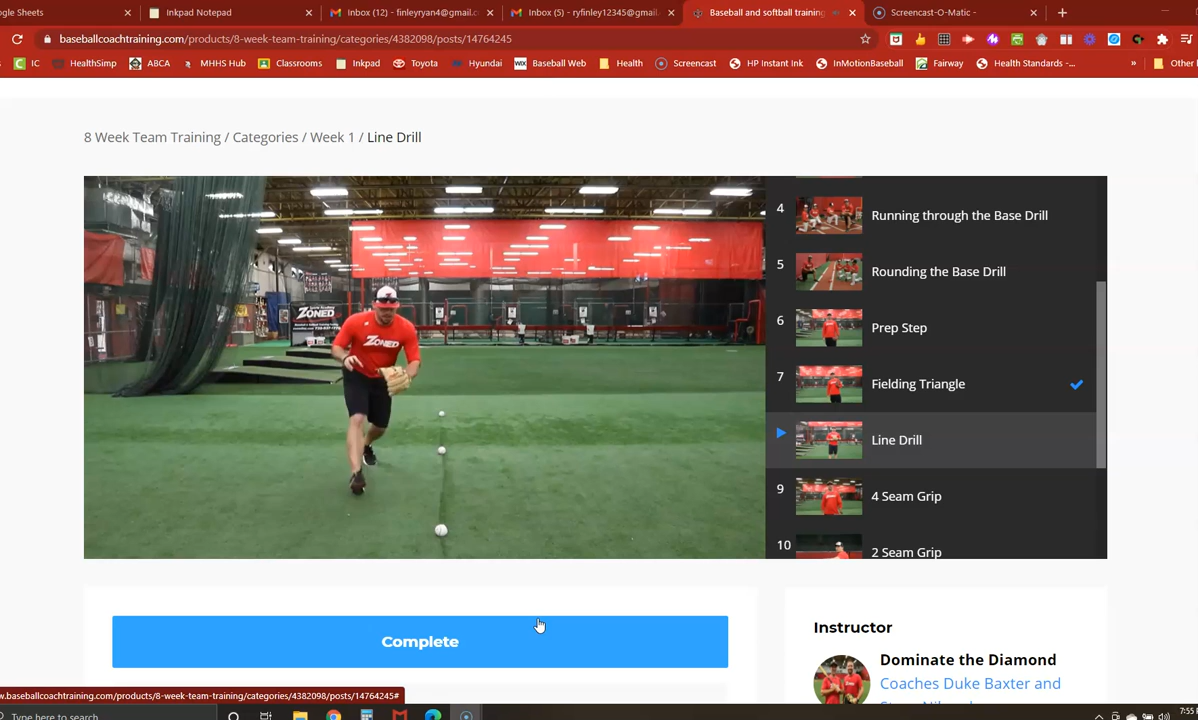 gle Sheets
Inkpad Notepad
Inbox (12) - finleyryan4@gmail.c
Inbox (5) - ryfinley12345@gmail.
Baseball and softball training
Screencast-O-Matic -
baseballcoachtraining.com/products/8-week-team-training/categories/4382098/posts/14764245
IC
HealthSimp
ABCA
MHHS Hub
Classrooms
Inkpad
Toyota
Hyundai
WIX
Baseball Web
Health
Screencast
HP Instant Ink
InMotionBaseball
Fairway
Health Standards -...
»
Other
8 Week Team Training / Categories / Week 1 / Line Drill
ZONED
ZONED
4
Running through the Base Drill
5
Rounding the Base Drill
6
Prep Step
7
Fielding Triangle
Line Drill
9
4 Seam Grip
10
2 Seam Grip
Complete
Instructor
Dominate the Diamond
Coaches Duke Baxter and
w.baseballcoachtraining.com/products/8-week-team-training/categories/4382098/posts/14764245#
Type here to search
7:55